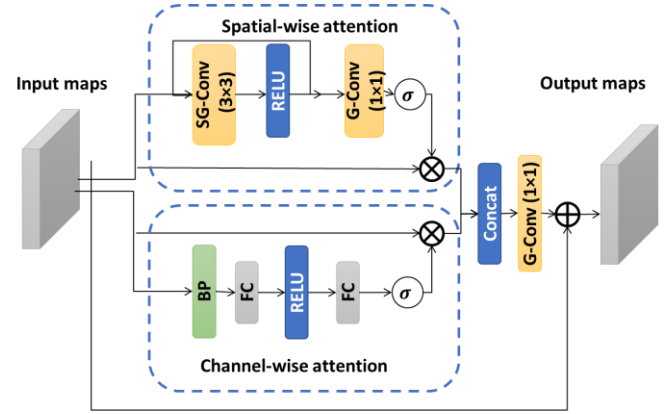 Spatial-wise attention
Input maps
Output maps
SG-Conv
(3×3)
RELU
G-Conv
(1×1)
σ
Concat
G-Conv (1×1)
BP
FC
RELU
FC
σ
Channel-wise attention